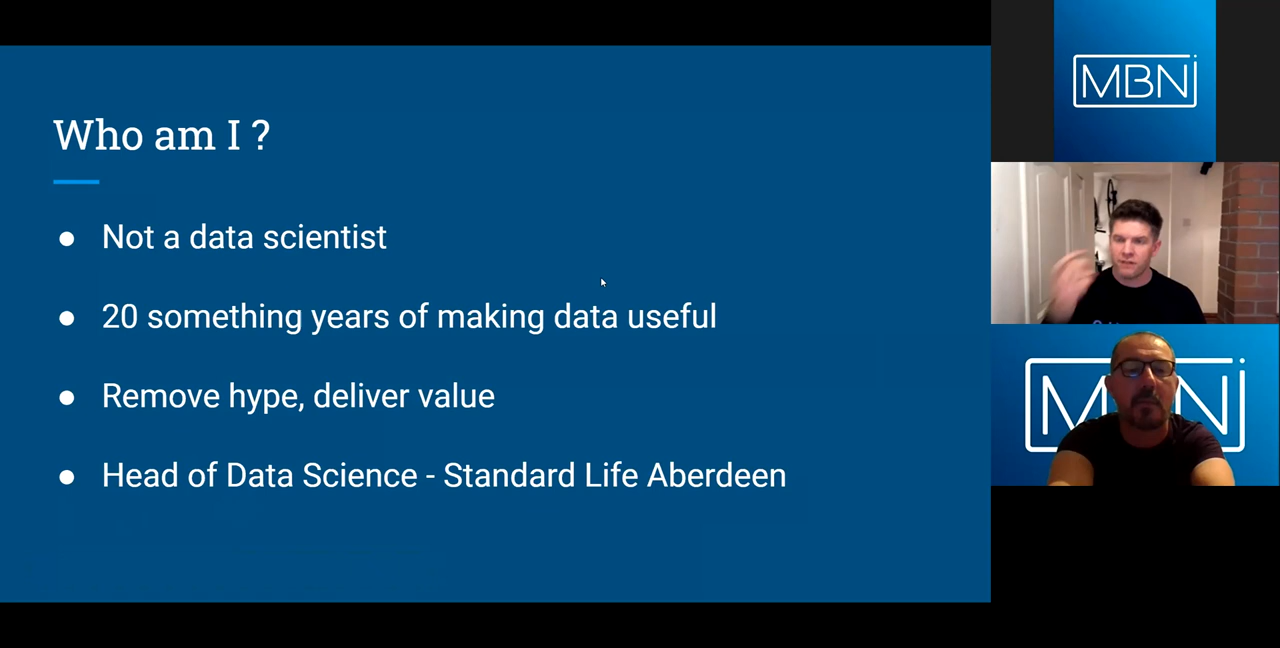 Who am I ?
Not a data scientist
20 something years of making data useful
Remove hype, deliver value
Head of Data Science - Standard Life Aberdeen
MBN
MBN